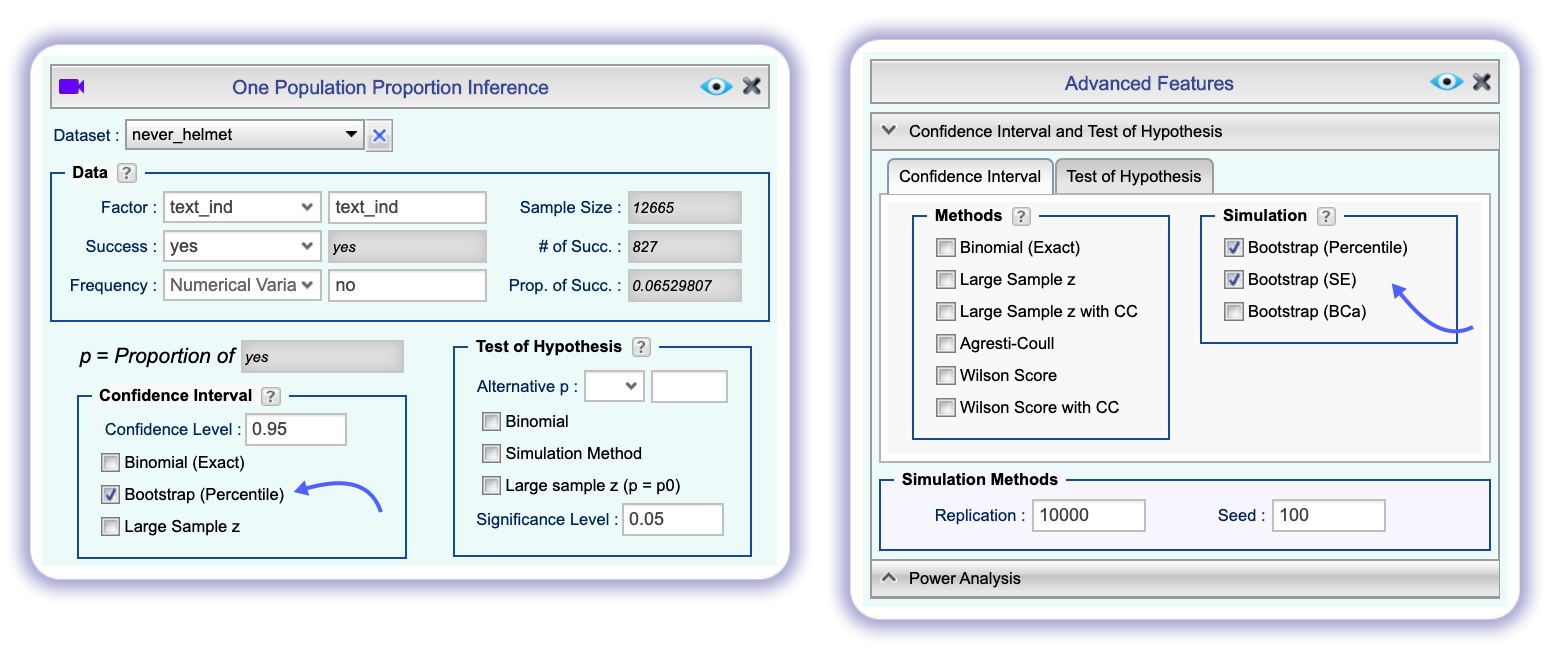 One Population Proportion Inference
Dataset : never_helmet
Data ?
Factor : text_ind text_ind Sample Size : 12665
Success : yes yes # of Succ. : 827
Frequency : Numerical Varia no Prop. of Succ. : 0.06529807
p = Proportion of yes
Confidence Interval ?
Confidence Level : 0.95
Binomial (Exact)
Bootstrap (Percentile)
Large Sample z
Test of Hypothesis ?
Alternative p :
Binomial
Simulation Method
Large sample z (p = p0)
Significance Level : 0.05
Advanced Features
Confidence Interval and Test of Hypothesis
Confidence Interval Test of Hypothesis
Methods ?
Binomial (Exact)
Large Sample z
Large Sample z with CC
Agresti-Coull
Wilson Score
Wilson Score with CC
Simulation ?
Bootstrap (Percentile)
Bootstrap (SE)
Bootstrap (BCa)
Simulation Methods
Replication : 10000 Seed : 100
Power Analysis